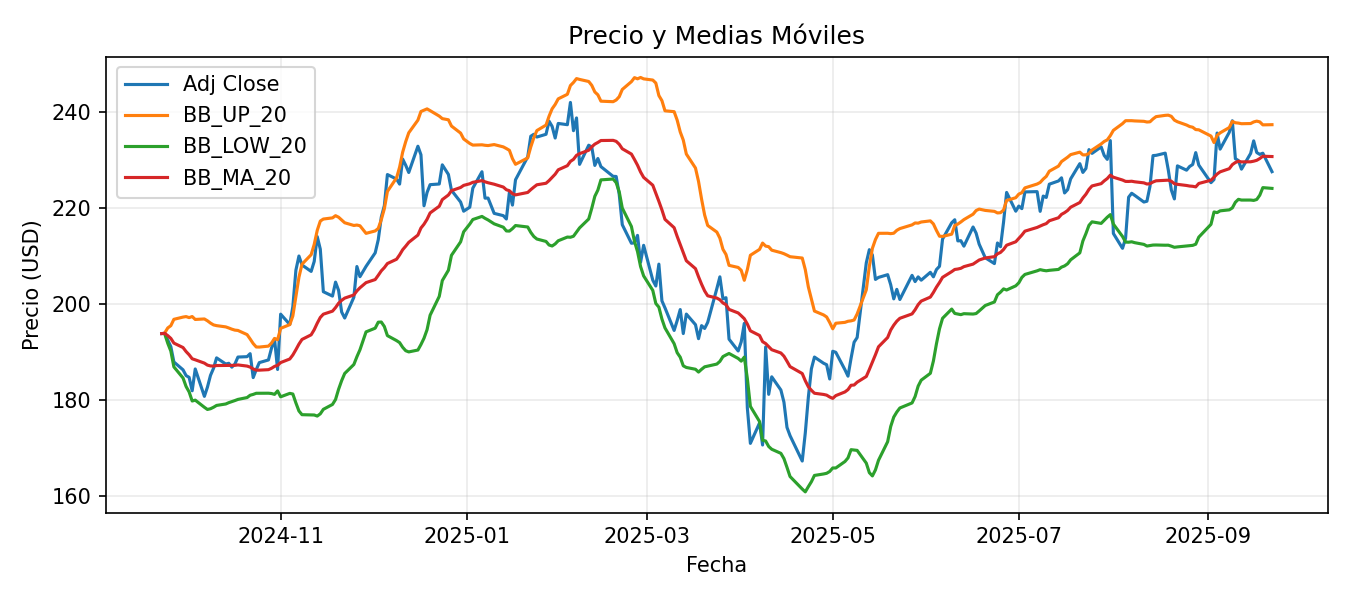 Precio y Medias Móviles
Adj Close
BB_UP_20
BB_LOW_20
BB_MA_20
Precio (USD)
240
220
200
180
160
2024-11 2025-01 2025-03 2025-05 2025-07 2025-09
Fecha